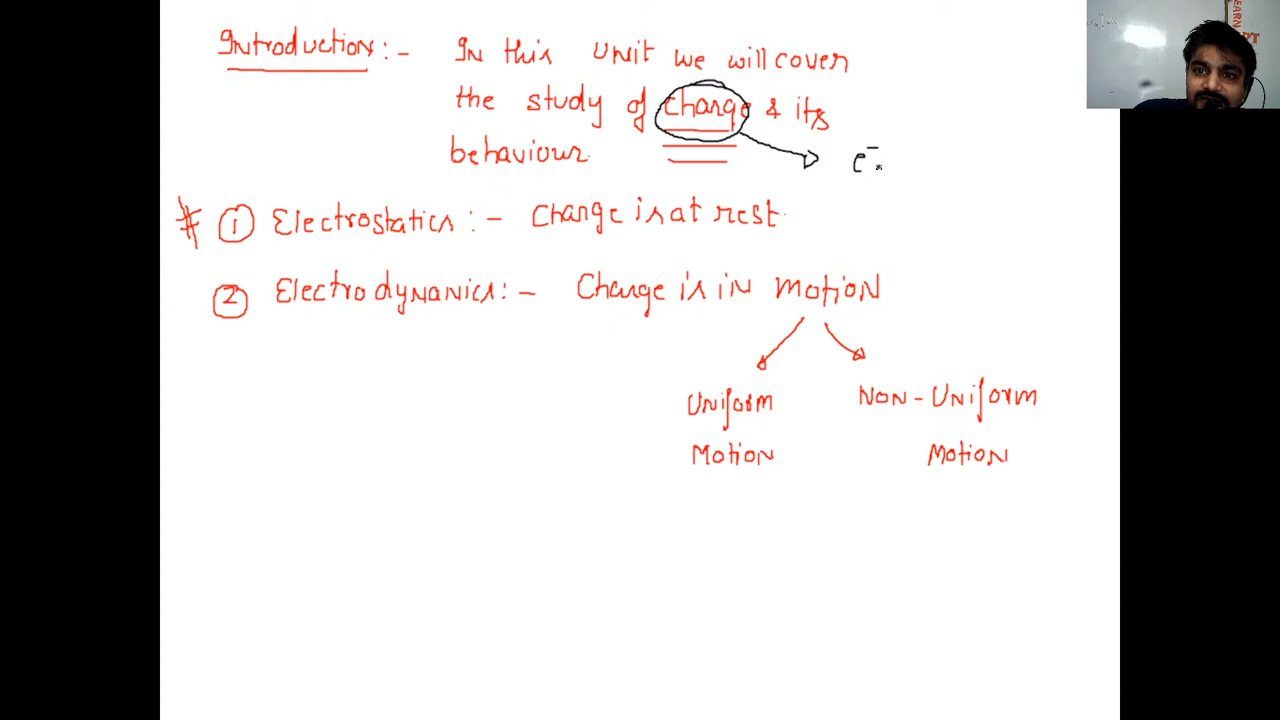 Introduction:- In this unit we will cover
the study of charge & its
behaviour.
e-
# 1 Electrostatics:- Charge is at rest.
2 Electrodynamics:- Charge is in motion
Uniform Non-Uniform
Motion Motion
LEARN